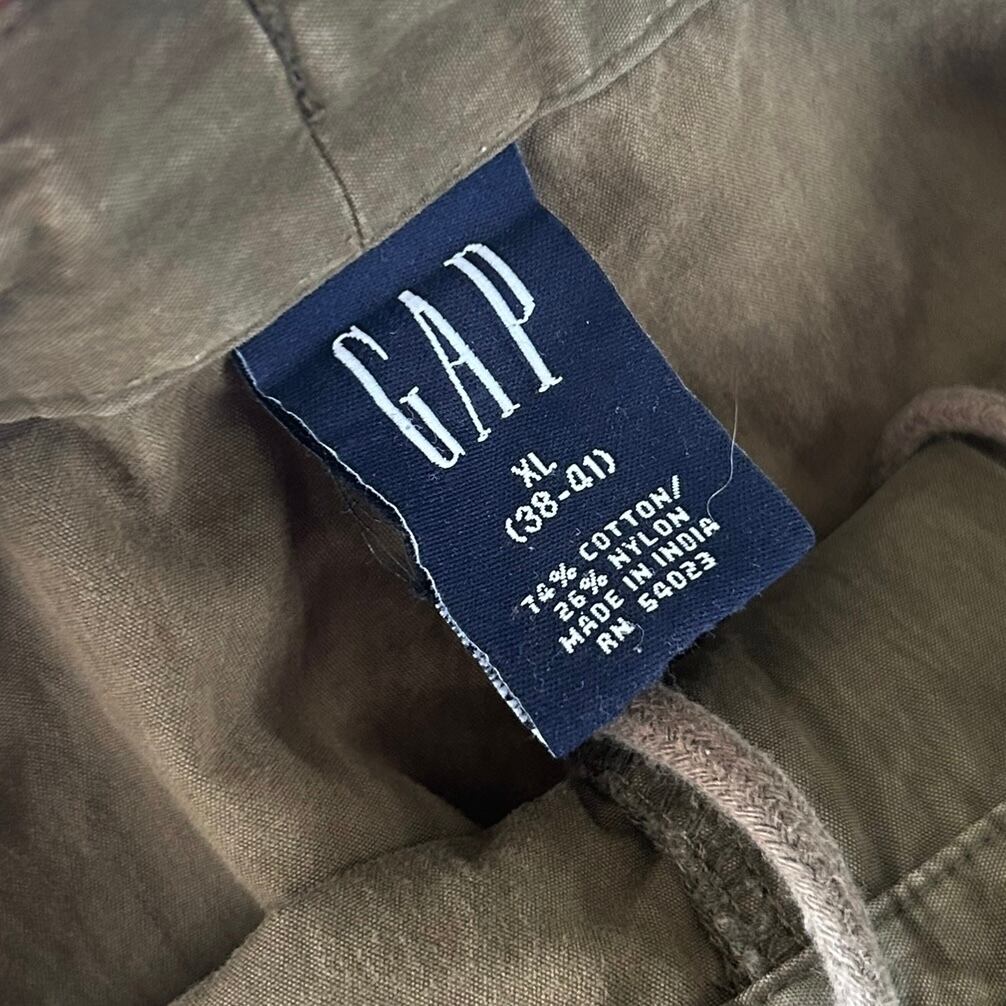 GAP
XL
(38-41)
74% COTTON/
26% NYLON
MADE IN INDIA
RN 54023